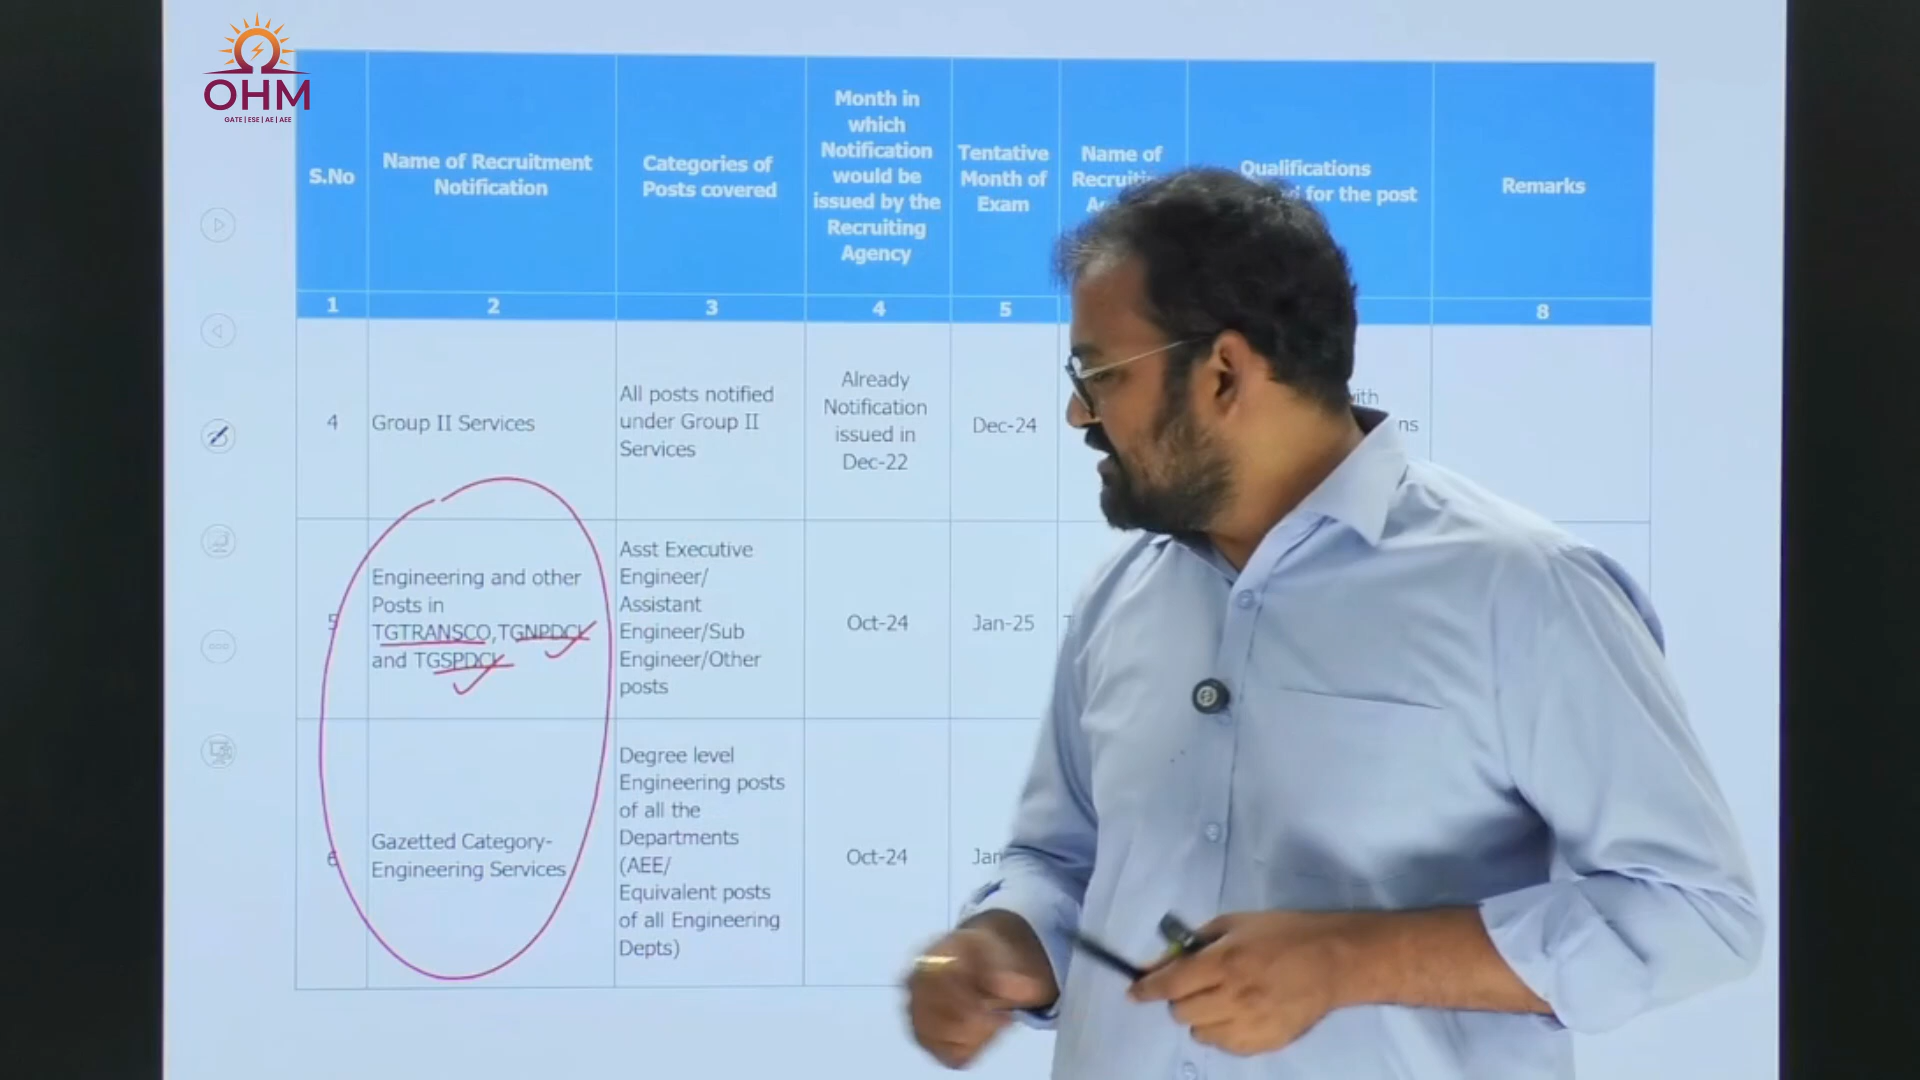 OHM
GATE | ESE | AE | AEE
S.No
Name of Recruitment
Notification
Categories of
Posts covered
Month in
which
Notification
would be
issued by the
Recruiting
Agency
Tentative
Month of
Exam
Name of
Qualifications
for the post
Remarks
1
2
3
4
5
8
4
Group II Services
All posts notified
under Group II
Services
Already
Notification
issued in
Dec-22
Dec-24
5
Engineering and other
Posts in
TGTRANSCO,TGNPDCL
and TGSPDCL
Asst Executive
Engineer/
Assistant
Engineer/Sub
Engineer/Other
posts
Oct-24
Jan-25
6
Gazetted Category-
Engineering Services
Degree level
Engineering posts
of all the
Departments
(AEE/
Equivalent posts
of all Engineering
Depts)
Oct-24
Jan